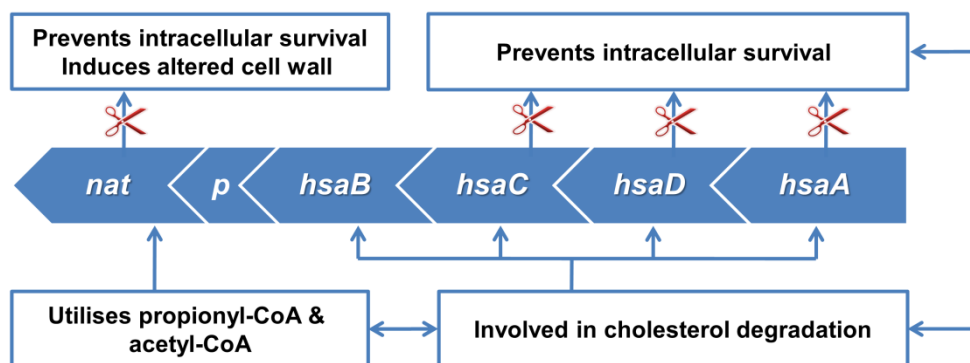 Prevents intracellular survival
Induces altered cell wall
Prevents intracellular survival
nat p hsaB hsaC hsaD hsaA
Utilises propionyl-CoA &
acetyl-CoA
Involved in cholesterol degradation